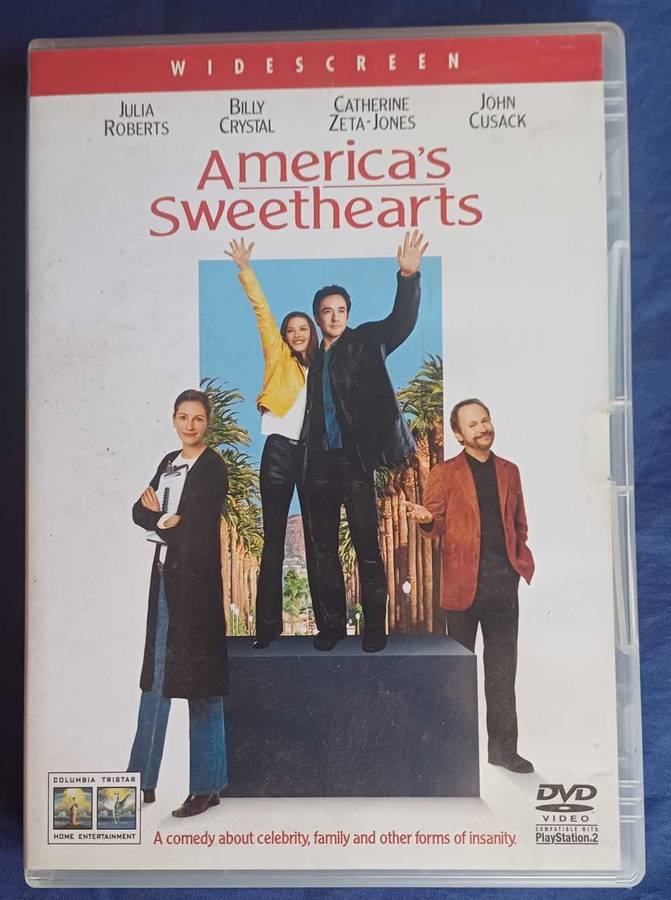 WIDESCREEN
JULIA ROBERTS
BILLY CRYSTAL
CATHERINE ZETA-JONES
JOHN CUSACK
America's
Sweethearts
COLUMBIA TRISTAR
HOME ENTERTAINMENT
A comedy about celebrity, family and other forms of insanity.
DVD
VIDEO
COMPATIBLE WITH
PlayStation.2